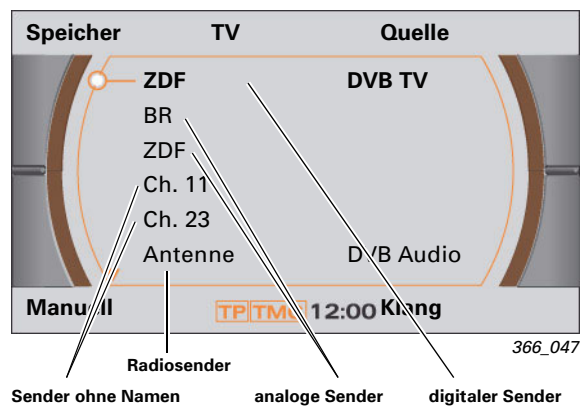 Speicher TV Quelle
ZDF DVB TV
BR
ZDF
Ch. 11
Ch. 23
Antenne DVB Audio
Manuell TP TMC 12:00 Klang
366_047
Radiosender
Sender ohne Namen analoge Sender digitaler Sender